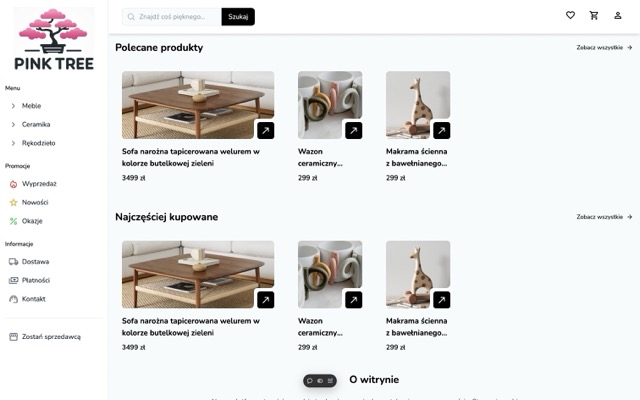 PINK TREE
Znajdź coś pięknego...
Szukaj
Menu
Meble
Ceramika
Rękodzieło
Promocje
Wyprzedaż
Nowości
Okazje
Informacje
Dostawa
Płatności
Kontakt
Zostań sprzedawcą
Polecane produkty
Zobacz wszystkie
Sofa narożna tapicerowana welurem w
kolorze butelkowej zieleni
3499 zł
Wazon
ceramiczny...
299 zł
Makrama ścienna
z bawełnianego...
299 zł
Najczęściej kupowane
Zobacz wszystkie
Sofa narożna tapicerowana welurem w
kolorze butelkowej zieleni
3499 zł
Wazon
ceramiczny...
299 zł
Makrama ścienna
z bawełnianego...
299 zł
O witrynie